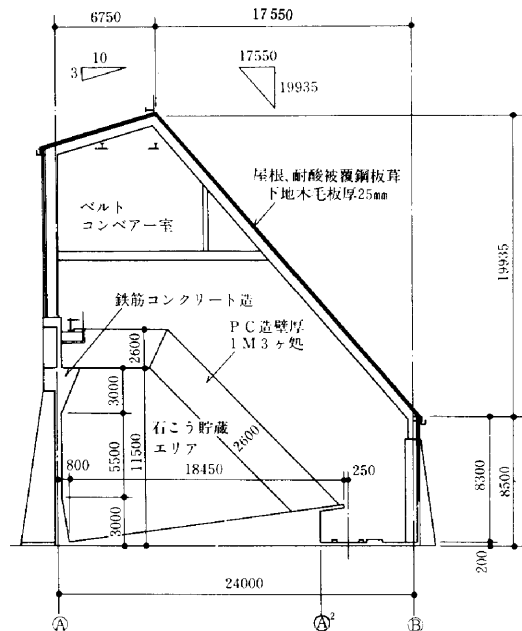 6750
17550
10
3
17550
19935
屋根、耐酸被覆鋼板葺
下地木毛板厚25mm
ベルト
コンベアー室
19935
鉄筋コンクリート造
PC造壁厚
1M3ヶ処
2600
3000
石こう貯蔵
エリア
2600
800
18450
250
5500
11500
3000
8300
8500
200
24000
A
A²
B